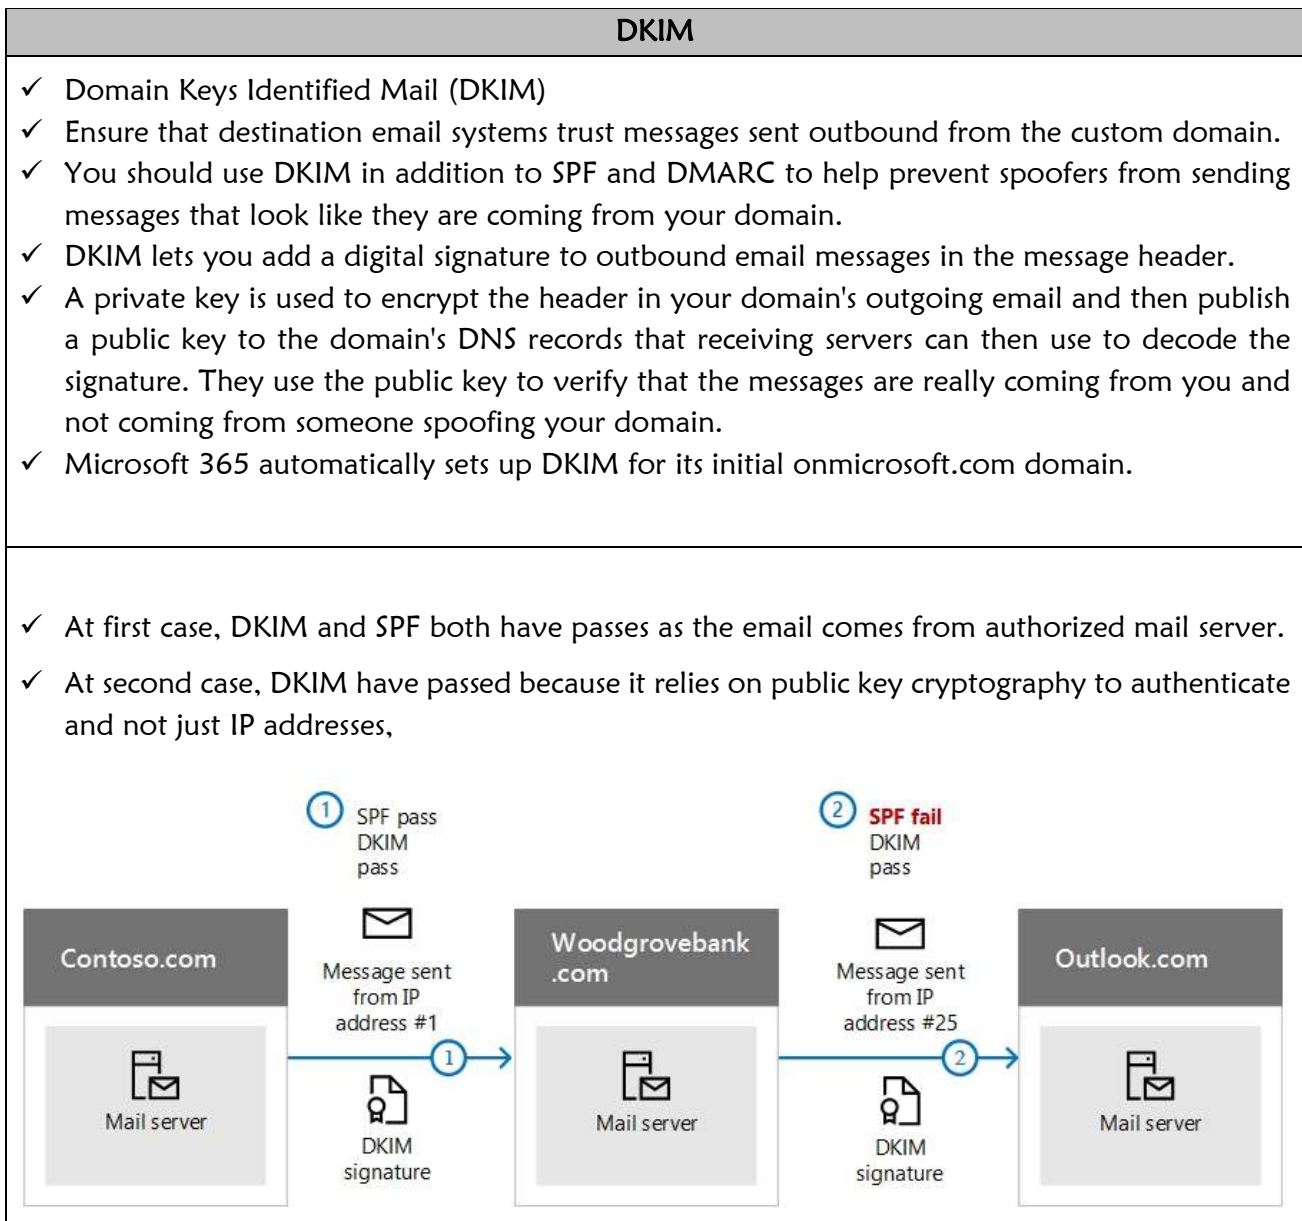 DKIM
✓ Domain Keys Identified Mail (DKIM)
✓ Ensure that destination email systems trust messages sent outbound from the custom domain.
✓ You should use DKIM in addition to SPF and DMARC to help prevent spoofers from sending
messages that look like they are coming from your domain.
✓ DKIM lets you add a digital signature to outbound email messages in the message header.
✓ A private key is used to encrypt the header in your domain's outgoing email and then publish
a public key to the domain's DNS records that receiving servers can then use to decode the
signature. They use the public key to verify that the messages are really coming from you and
not coming from someone spoofing your domain.
✓ Microsoft 365 automatically sets up DKIM for its initial onmicrosoft.com domain.
✓ At first case, DKIM and SPF both have passes as the email comes from authorized mail server.
✓ At second case, DKIM have passed because it relies on public key cryptography to authenticate
and not just IP addresses,
1 SPF pass
DKIM
pass
2 SPF fail
DKIM
pass
Contoso.com
Mail server
Message sent
from IP
address #1
1
DKIM
signature
Woodgrovebank
.com
Mail server
Message sent
from IP
address #25
2
DKIM
signature
Outlook.com
Mail server